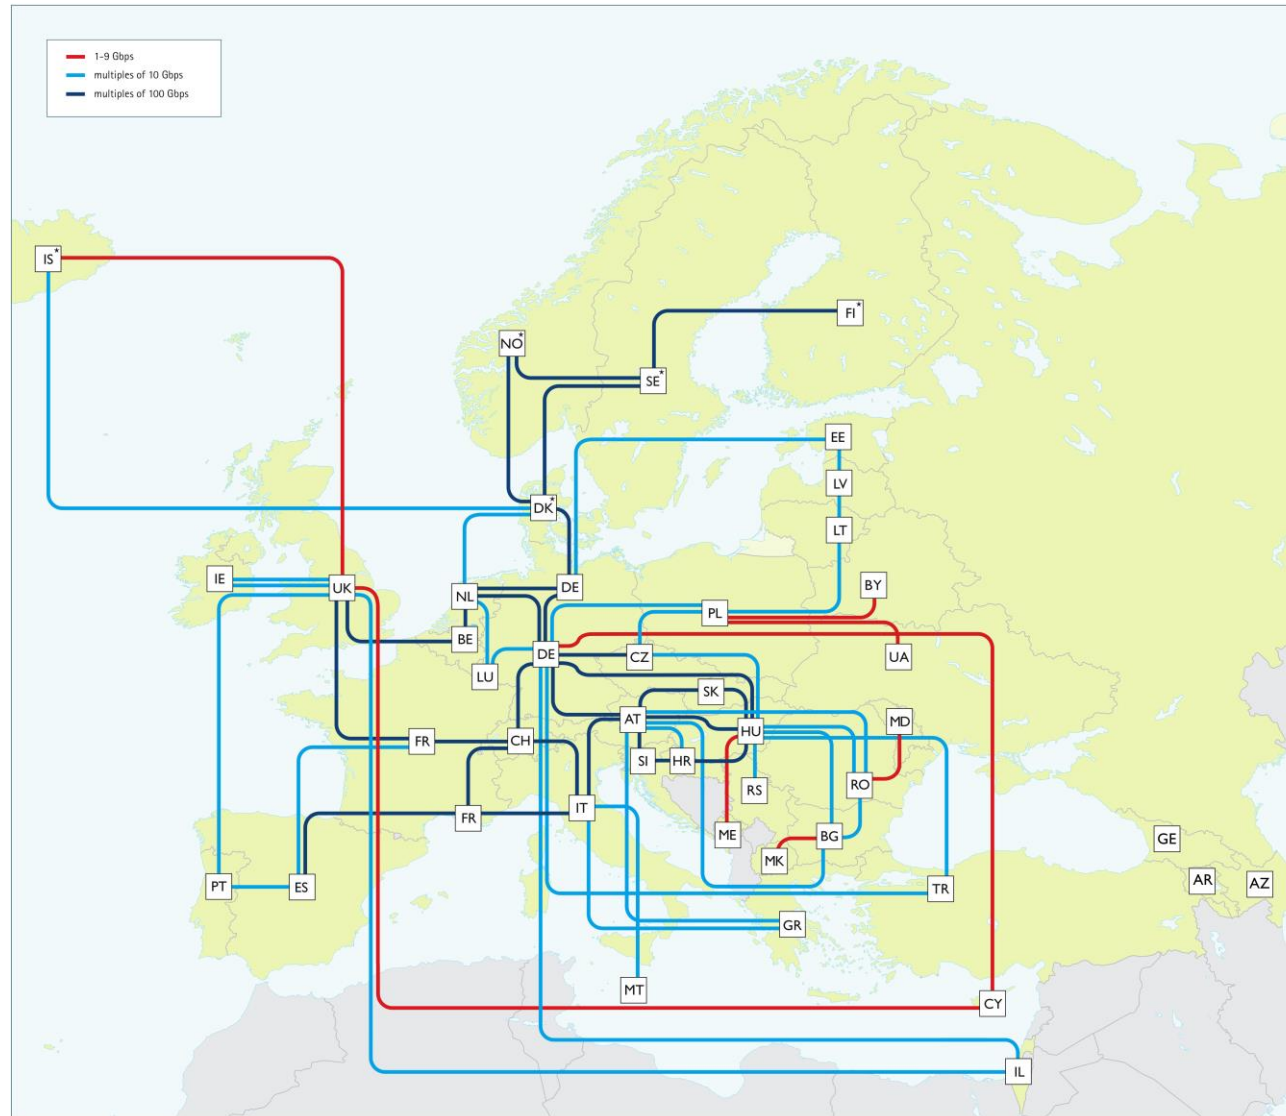 1-9 Gbps
multiples of 10 Gbps
multiples of 100 Gbps
IS*
FI*
NO*
SE*
EE
LV
DK*
LT
IE
UK
NL
DE
BY
PL
BE
DE
CZ
UA
LU
SK
AT
MD
FR
CH
HU
SI
HR
RS
RO
IT
FR
ME
BG
GE
MK
PT
ES
TR
AR
AZ
GR
MT
CY
IL